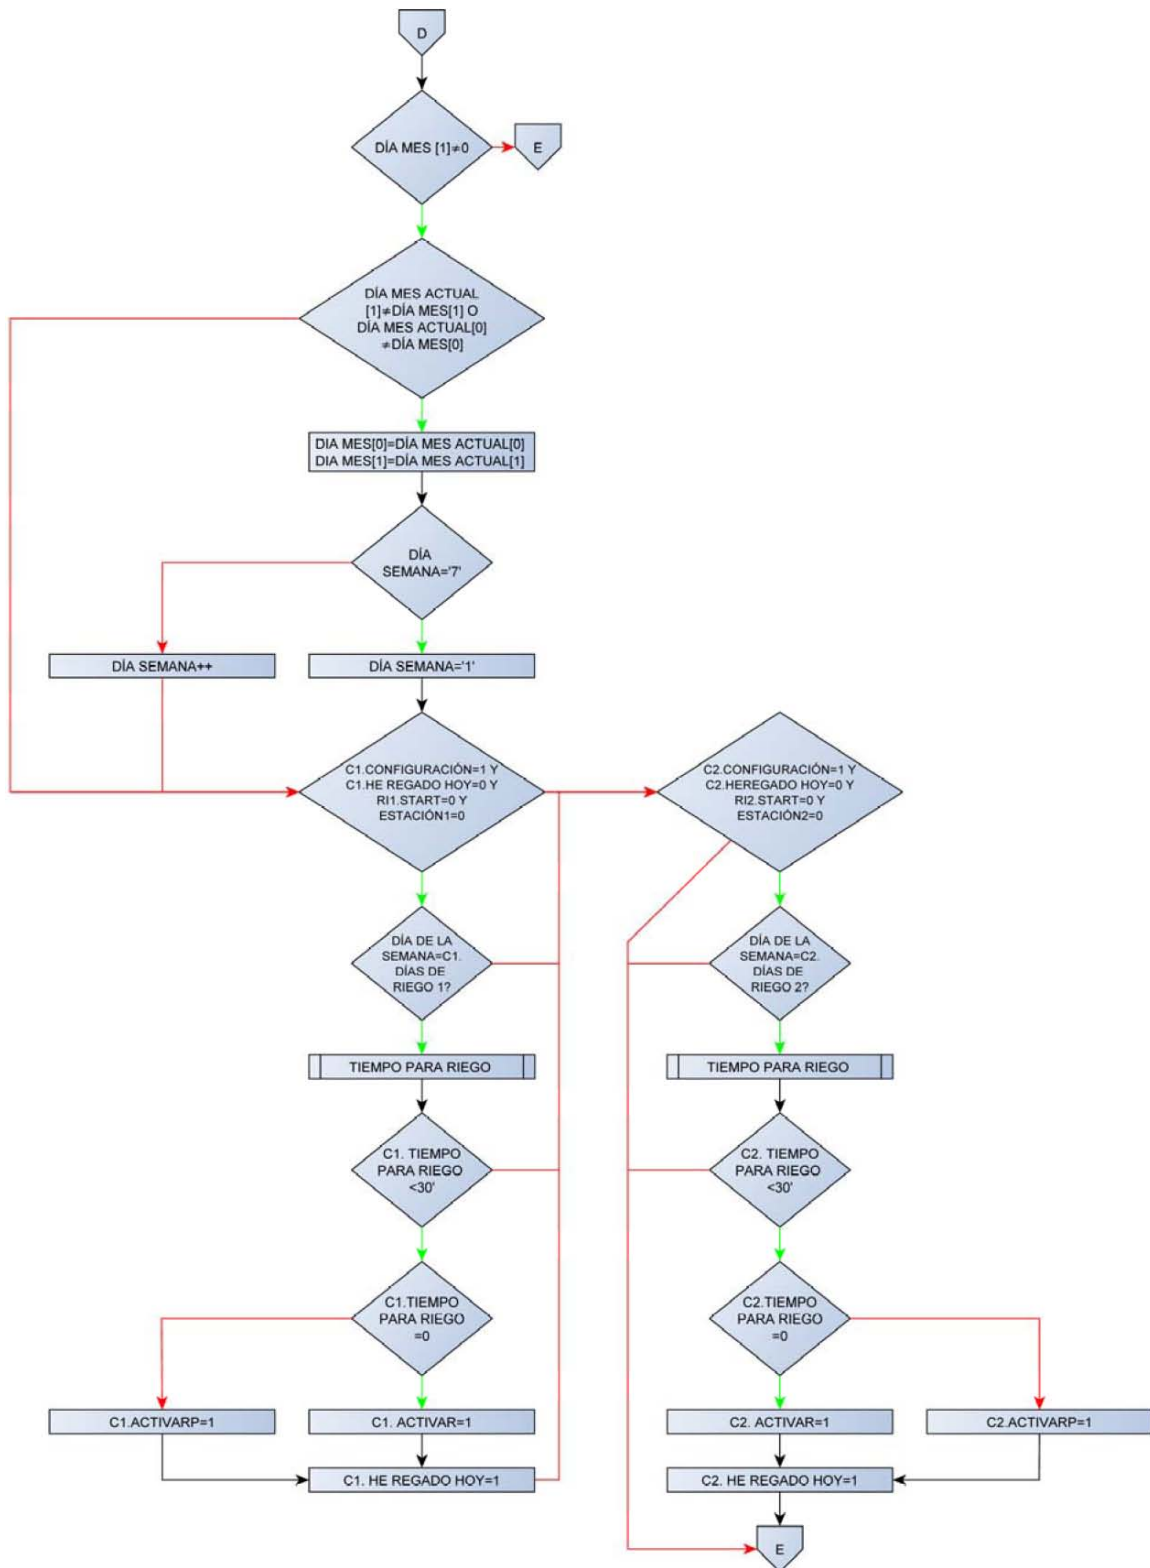 D
DÍA MES [1]≠0
E
DÍA MES ACTUAL
[1]≠DÍA MES[1] O
DÍA MES ACTUAL[0]
≠DÍA MES[0]
DIA MES[0]=DÍA MES ACTUAL[0]
DIA MES[1]=DÍA MES ACTUAL[1]
DÍA
SEMANA='7'
DÍA SEMANA++
DÍA SEMANA='1'
C1.CONFIGURACIÓN=1 Y
C1.HE REGADO HOY=0 Y
RI1.START=0 Y
ESTACIÓN1=0
C2.CONFIGURACIÓN=1 Y
C2.HEREGADO HOY=0 Y
RI2.START=0 Y
ESTACIÓN2=0
DÍA DE LA
SEMANA=C1.
DÍAS DE
RIEGO 1?
DÍA DE LA
SEMANA=C2.
DÍAS DE
RIEGO 2?
TIEMPO PARA RIEGO
TIEMPO PARA RIEGO
C1. TIEMPO
PARA RIEGO
<30'
C2. TIEMPO
PARA RIEGO
<30'
C1.TIEMPO
PARA RIEGO
=0
C2.TIEMPO
PARA RIEGO
=0
C1.ACTIVARP=1
C1. ACTIVAR=1
C2. ACTIVAR=1
C2.ACTIVARP=1
C1. HE REGADO HOY=1
C2. HE REGADO HOY=1
E